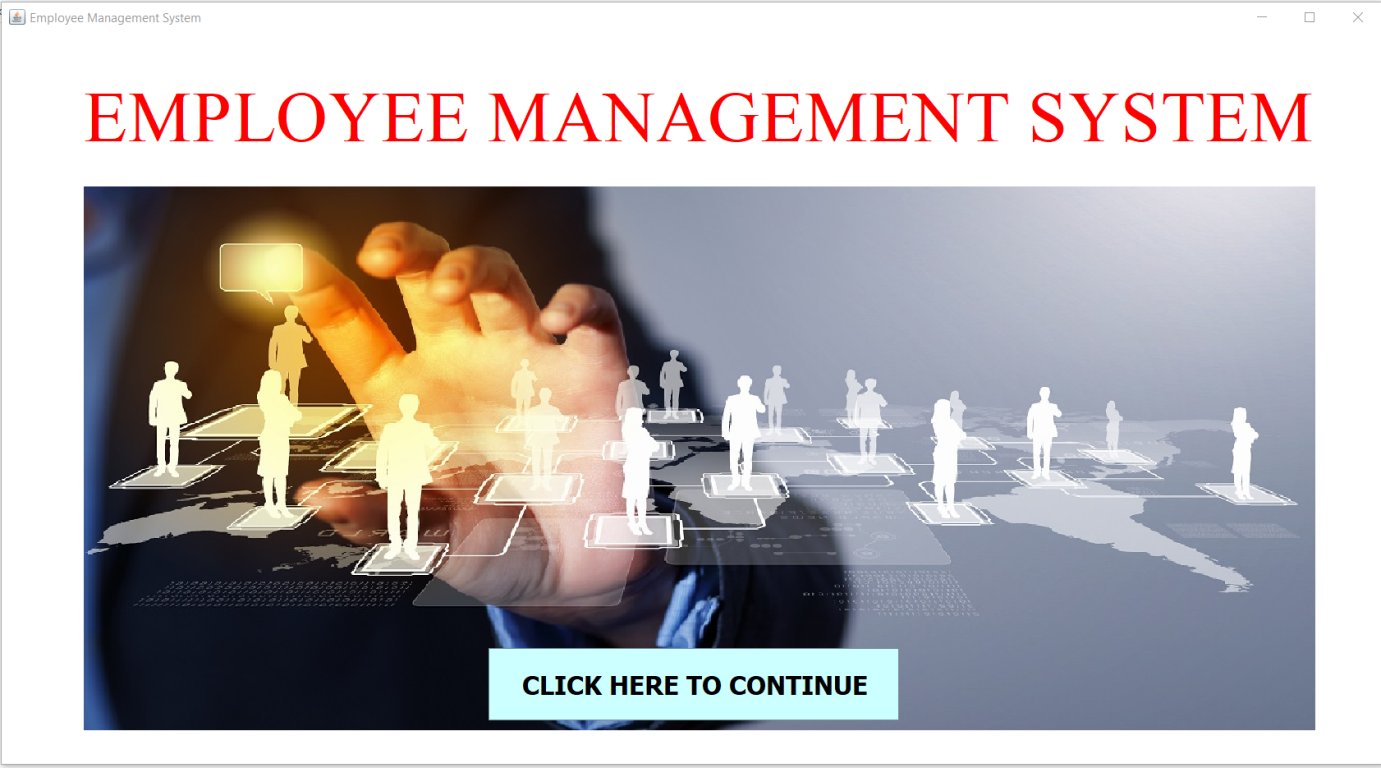 Employee Management System
EMPLOYEE MANAGEMENT SYSTEM
CLICK HERE TO CONTINUE